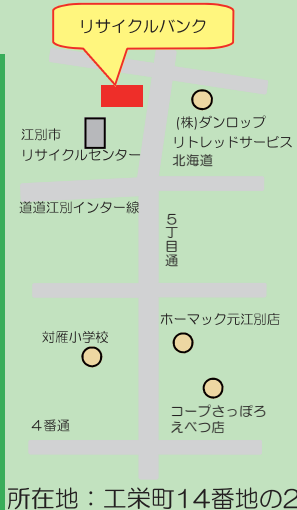 リサイクルバンク
(株)ダンロップ
リトレッドサービス
北海道
江別市
リサイクルセンター
道道江別インター線
5丁目通
ホーマック元江別店
対雁小学校
コープさっぽろ
えべつ店
4番通
所在地：工栄町14番地の2